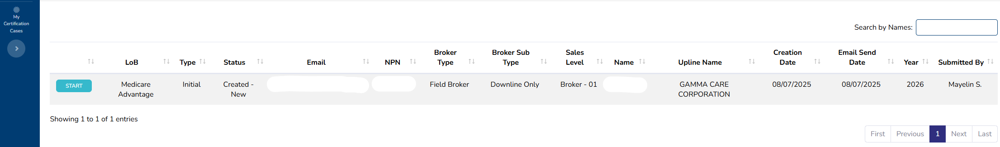 My
Certification
Cases
Search by Names:
LoB Type Status Email NPN Broker Type Broker Sub Type Sales Level Name Upline Name Creation Date Email Send Date Year Submitted By
START Medicare Advantage Initial Created - New Field Broker Downline Only Broker - 01 GAMMA CARE CORPORATION 08/07/2025 08/07/2025 2026 Mayelin S.
Showing 1 to 1 of 1 entries
First Previous 1 Next Last